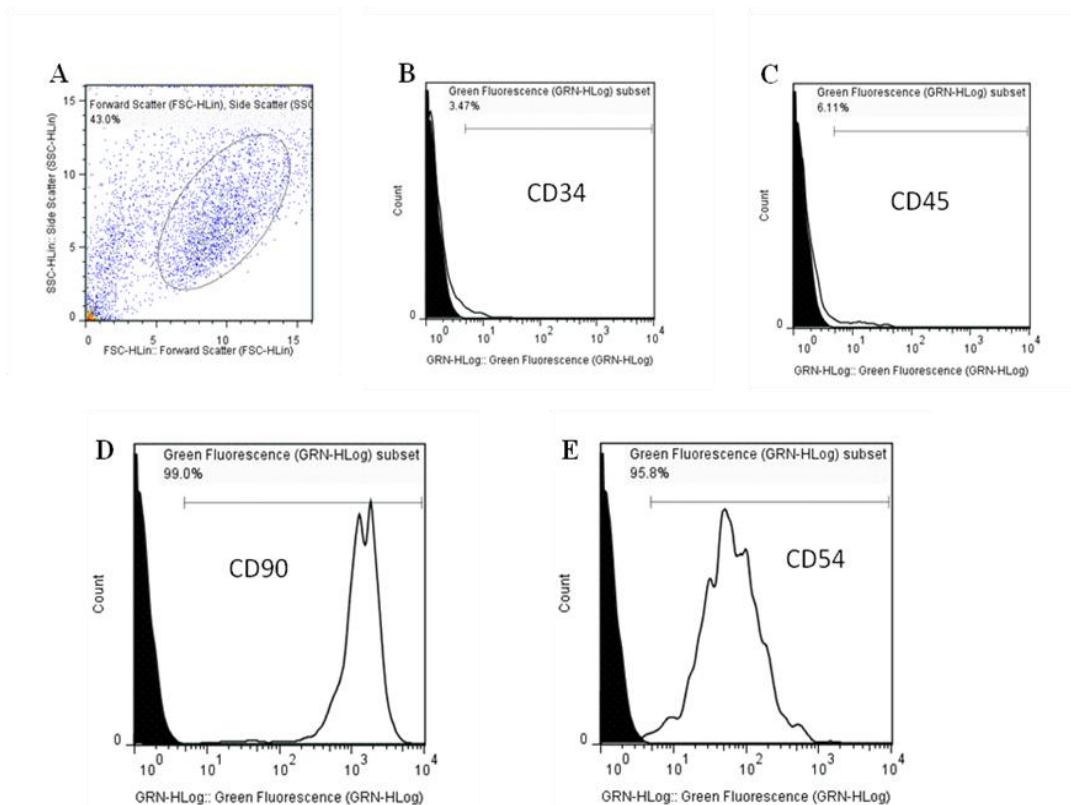 A
Forward Scatter (FSC-HLin), Side Scatter (SSC
43.0%
15
10
5
0
SSC-HLin:: Side Scatter (SSC-HLin)
0 5 10 15
FSC-HLin:: Forward Scatter (FSC-HLin)
B
Green Fluorescence (GRN-HLog) subset
3.47%
CD34
Count
0
10^0 10^1 10^2 10^3 10^4
GRN-HLog:: Green Fluorescence (GRN-HLog)
C
Green Fluorescence (GRN-HLog) subset
6.11%
CD45
Count
0
10^0 10^1 10^2 10^3 10^4
GRN-HLog:: Green Fluorescence (GRN-HLog)
D
Green Fluorescence (GRN-HLog) subset
99.0%
CD90
Count
0
10^0 10^1 10^2 10^3 10^4
GRN-HLog:: Green Fluorescence (GRN-HLog)
E
Green Fluorescence (GRN-HLog) subset
95.8%
CD54
Count
0
10^0 10^1 10^2 10^3 10^4
GRN-HLog:: Green Fluorescence (GRN-HLog)